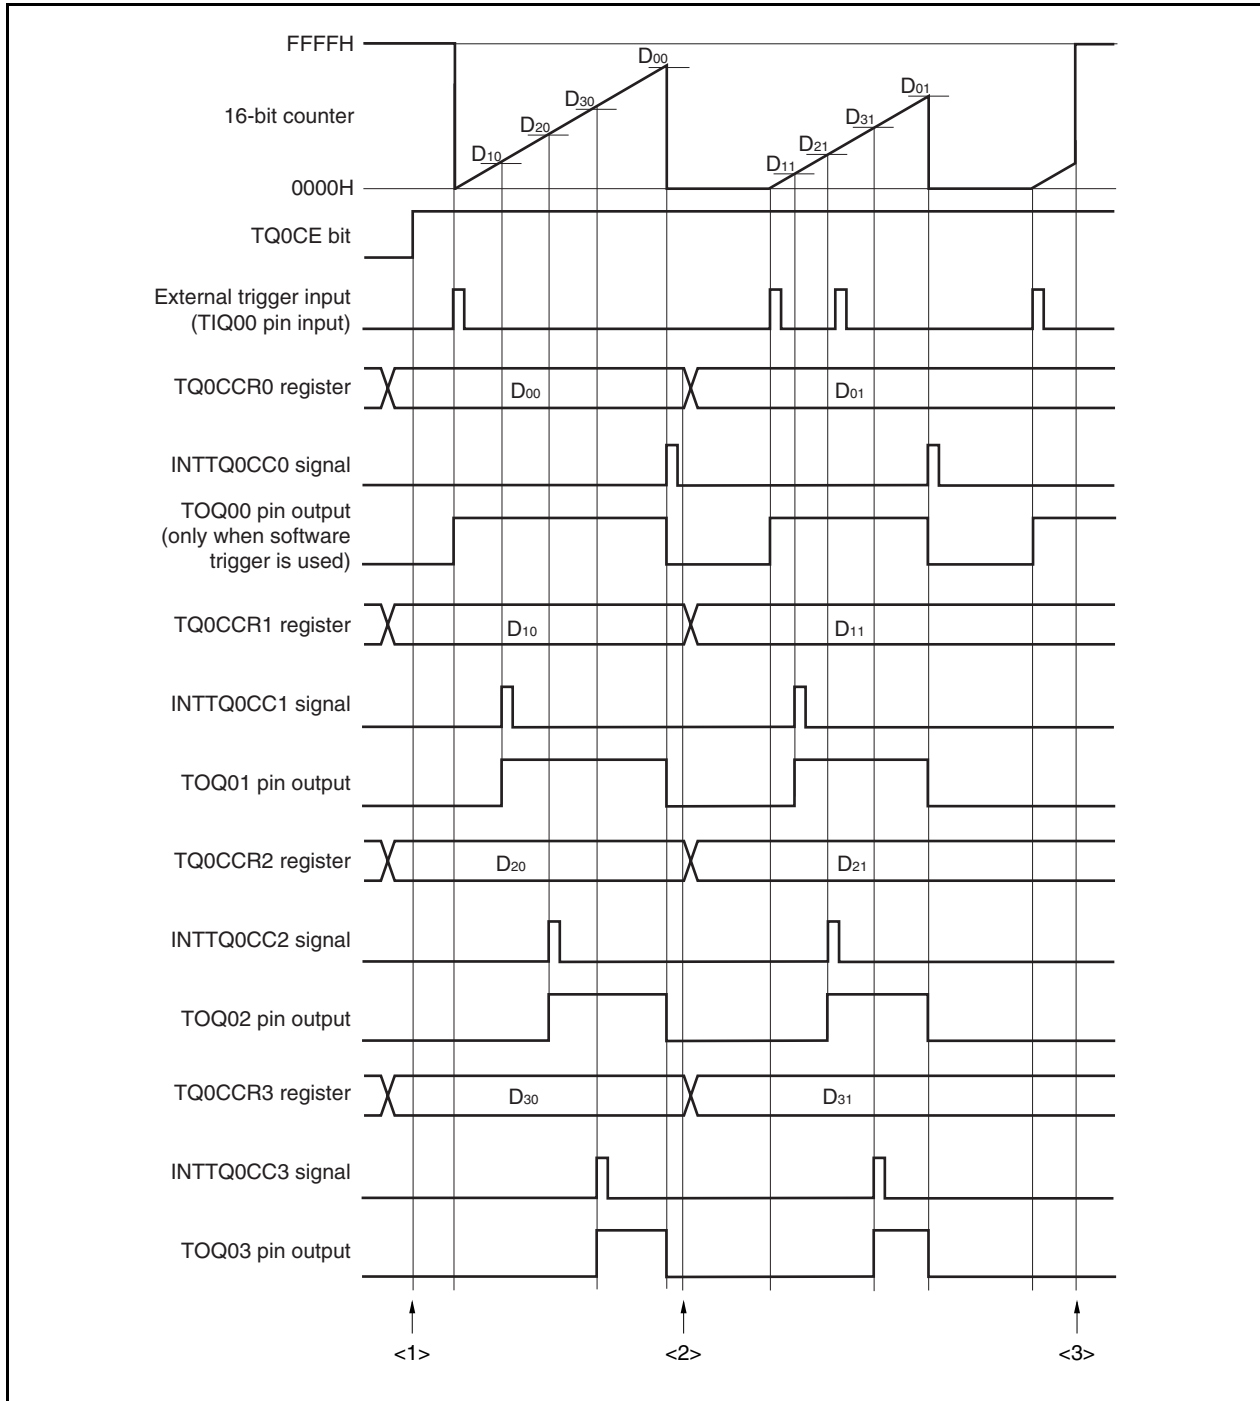 FFFFH
16-bit counter
0000H
D00
D30
D20
D10
D01
D31
D21
D11
TQ0CE bit
External trigger input
(TIQ00 pin input)
TQ0CCR0 register
D00
D01
INTTQ0CC0 signal
TOQ00 pin output
(only when software
trigger is used)
TQ0CCR1 register
D10
D11
INTTQ0CC1 signal
TOQ01 pin output
TQ0CCR2 register
D20
D21
INTTQ0CC2 signal
TOQ02 pin output
TQ0CCR3 register
D30
D31
INTTQ0CC3 signal
TOQ03 pin output
<1>
<2>
<3>